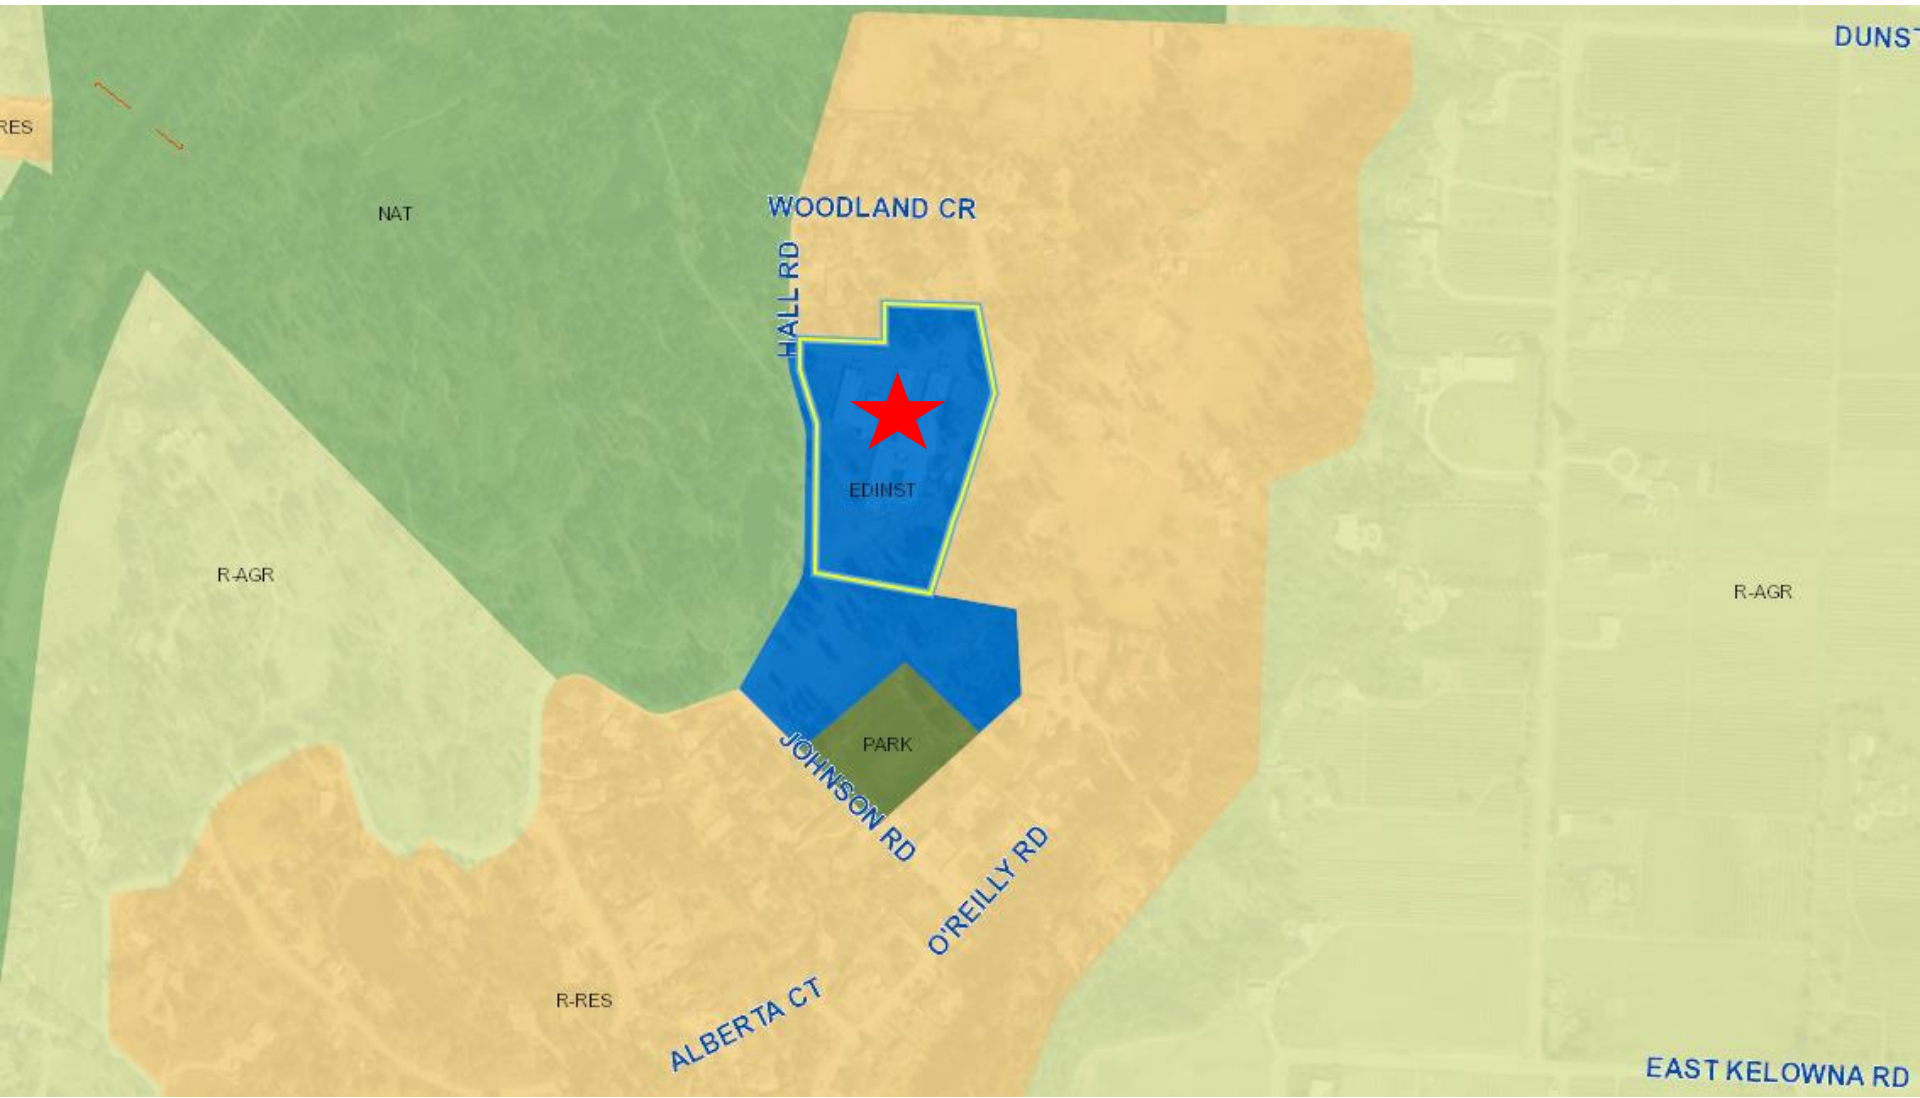 DUNST
RES
NAT
WOODLAND CR
HALL RD
EDINST
R-AGR
R-AGR
PARK
JOHNSON RD
O'REILLY RD
R-RES
ALBERTA CT
EAST KELOWNA RD